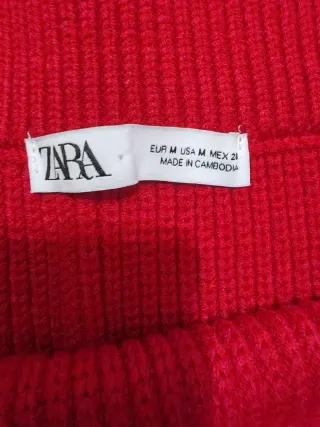 ZARA
EUR M USA M MEX 28
MADE IN CAMBODIA